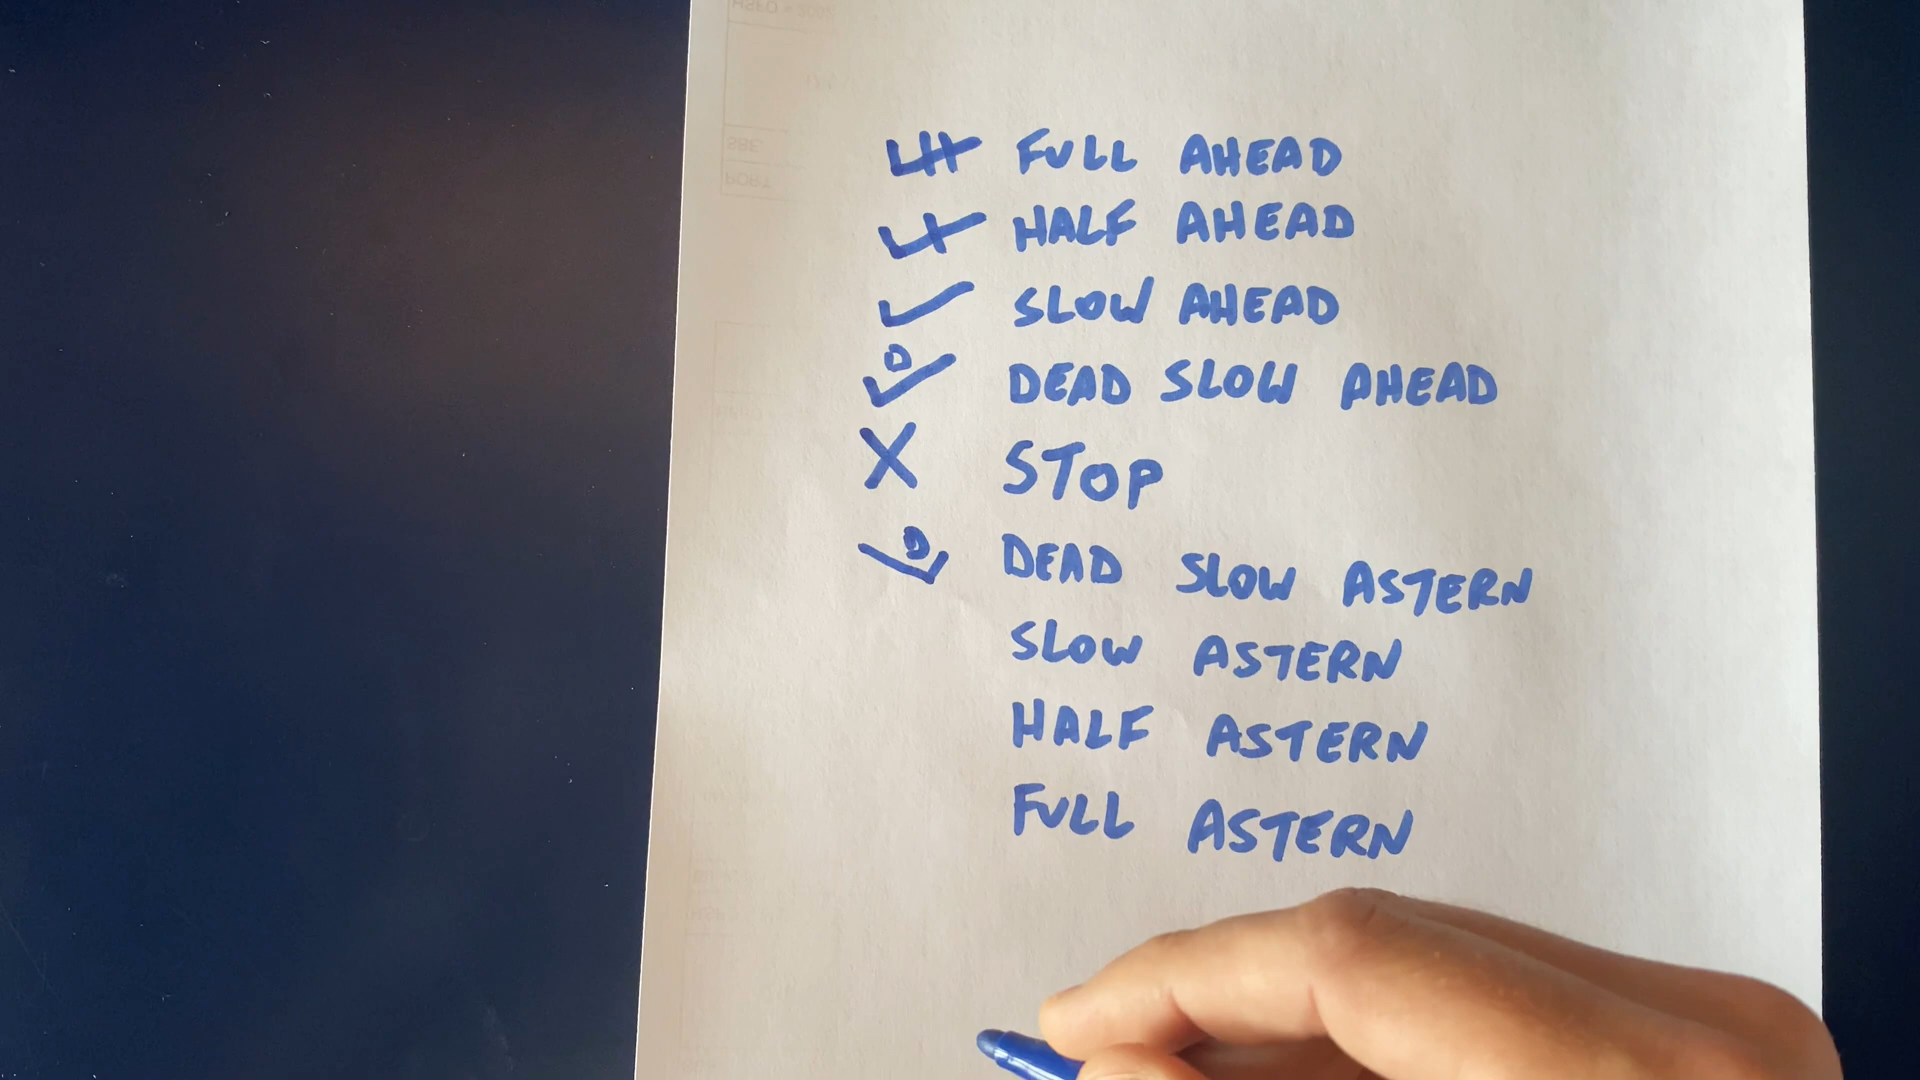 FULL AHEAD
HALF AHEAD
SLOW AHEAD
D DEAD SLOW AHEAD
X STOP
D DEAD SLOW ASTERN
SLOW ASTERN
HALF ASTERN
FULL ASTERN